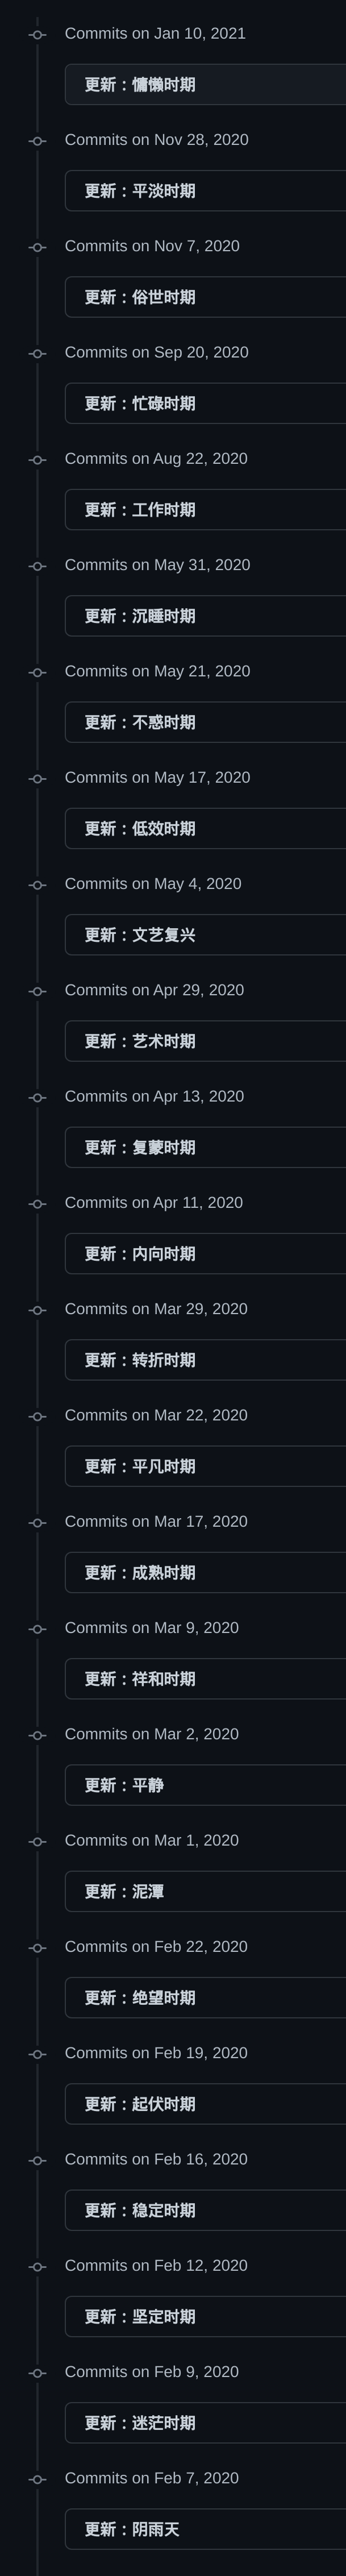 Commits on Jan 10, 2021
更新：慵懒时期
Commits on Nov 28, 2020
更新：平淡时期
Commits on Nov 7, 2020
更新：俗世时期
Commits on Sep 20, 2020
更新：忙碌时期
Commits on Aug 22, 2020
更新：工作时期
Commits on May 31, 2020
更新：沉睡时期
Commits on May 21, 2020
更新：不惑时期
Commits on May 17, 2020
更新：低效时期
Commits on May 4, 2020
更新：文艺复兴
Commits on Apr 29, 2020
更新：艺术时期
Commits on Apr 13, 2020
更新：复蒙时期
Commits on Apr 11, 2020
更新：内向时期
Commits on Mar 29, 2020
更新：转折时期
Commits on Mar 22, 2020
更新：平凡时期
Commits on Mar 17, 2020
更新：成熟时期
Commits on Mar 9, 2020
更新：祥和时期
Commits on Mar 2, 2020
更新：平静
Commits on Mar 1, 2020
更新：泥潭
Commits on Feb 22, 2020
更新：绝望时期
Commits on Feb 19, 2020
更新：起伏时期
Commits on Feb 16, 2020
更新：稳定时期
Commits on Feb 12, 2020
更新：坚定时期
Commits on Feb 9, 2020
更新：迷茫时期
Commits on Feb 7, 2020
更新：阴雨天